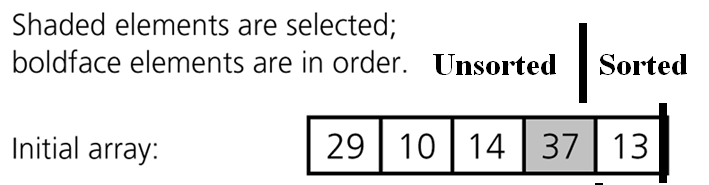 Shaded elements are selected;
boldface elements are in order.
Unsorted Sorted
Initial array: 29 10 14 37 13